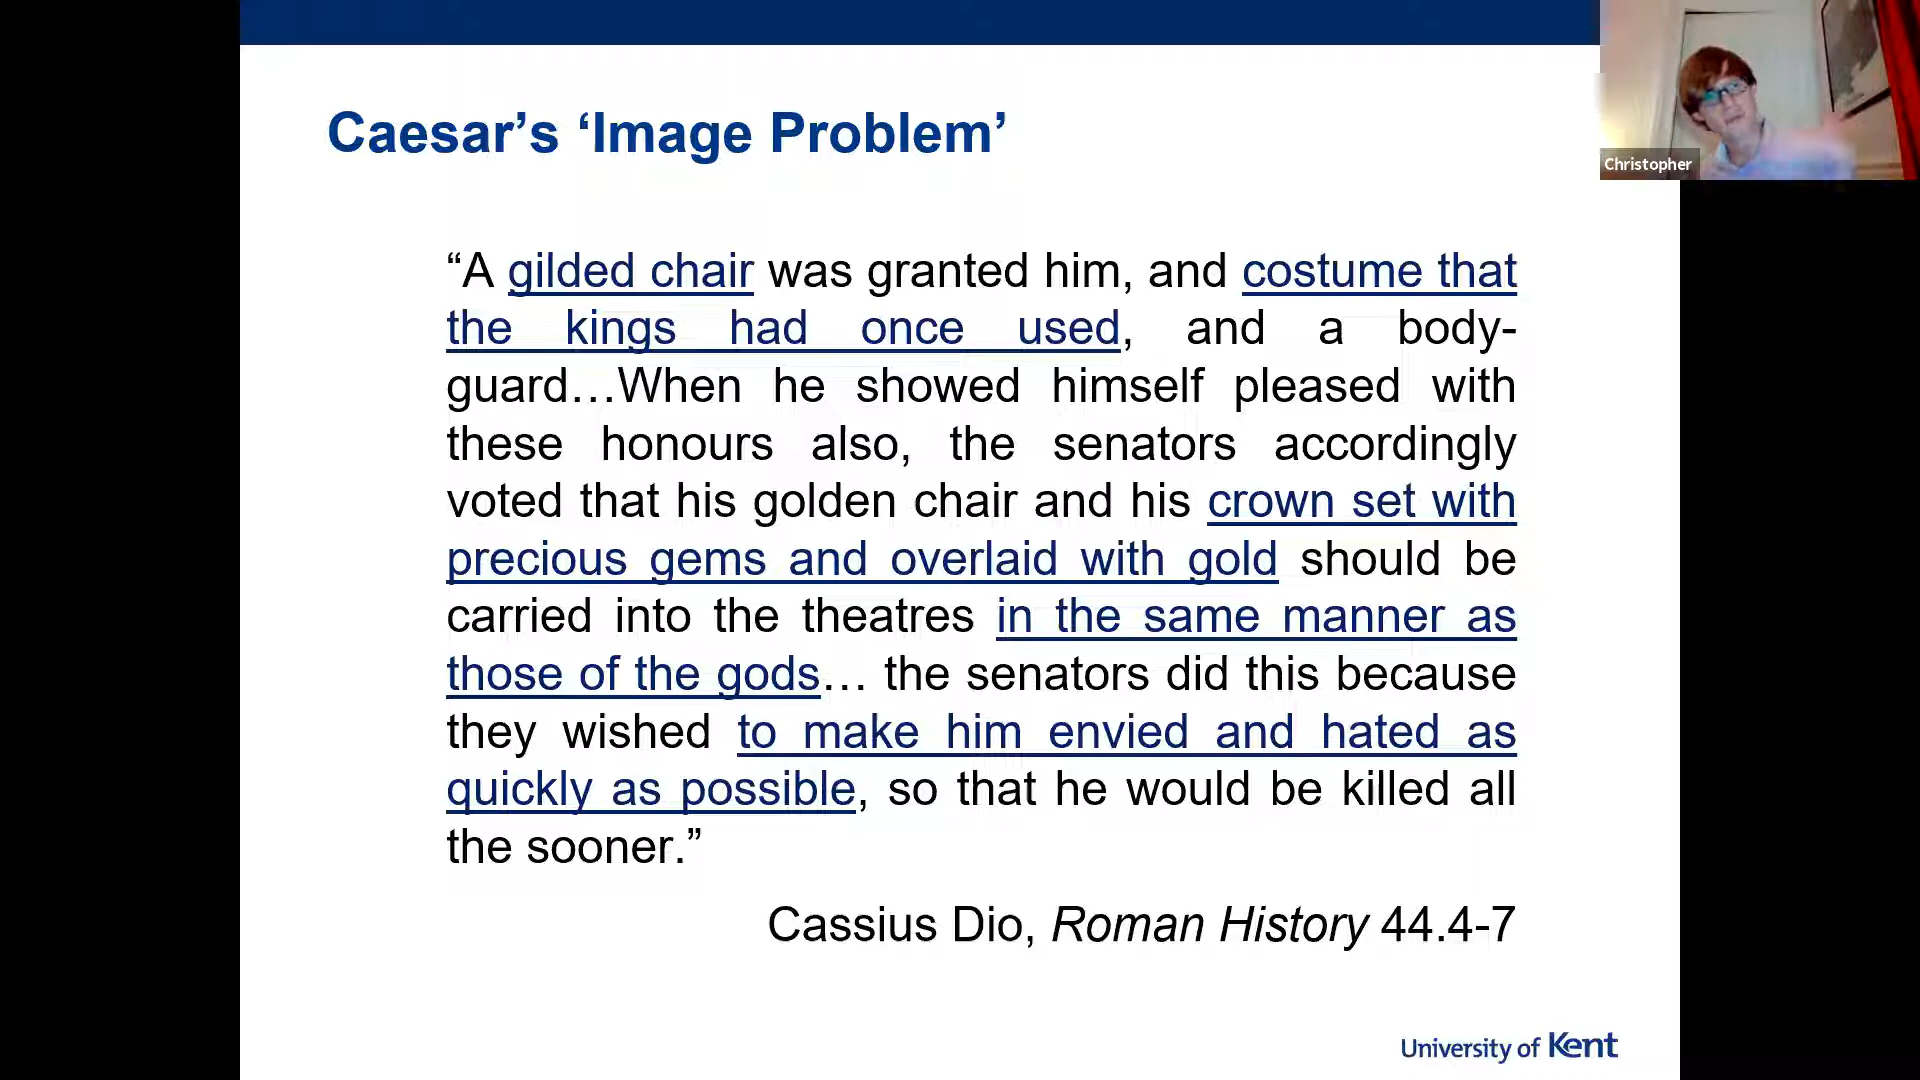 Caesar’s ‘Image Problem’
Christopher
“A gilded chair was granted him, and costume that
the kings had once used, and a body-
guard…When he showed himself pleased with
these honours also, the senators accordingly
voted that his golden chair and his crown set with
precious gems and overlaid with gold should be
carried into the theatres in the same manner as
those of the gods… the senators did this because
they wished to make him envied and hated as
quickly as possible, so that he would be killed all
the sooner.”
Cassius Dio, Roman History 44.4-7
University of Kent